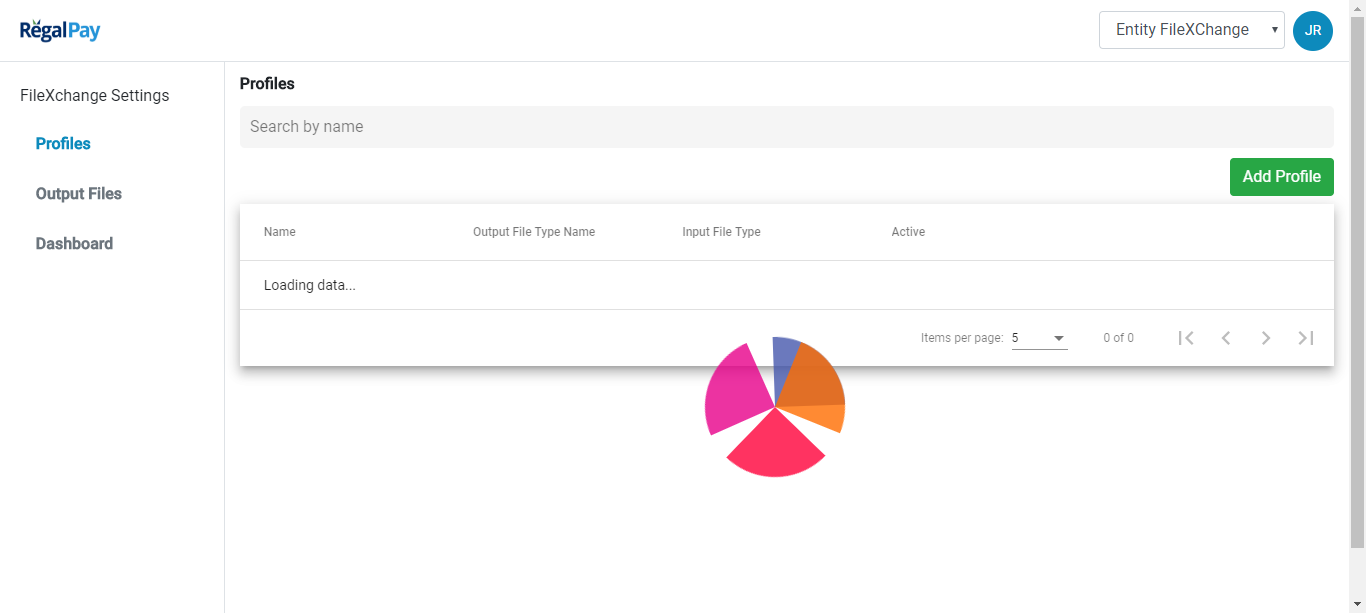 RegalPay
Entity FileXChange
JR
FileXchange Settings
Profiles
Output Files
Dashboard
Profiles
Search by name
Add Profile
Name Output File Type Name Input File Type Active
Loading data...
Items per page: 5 0 of 0